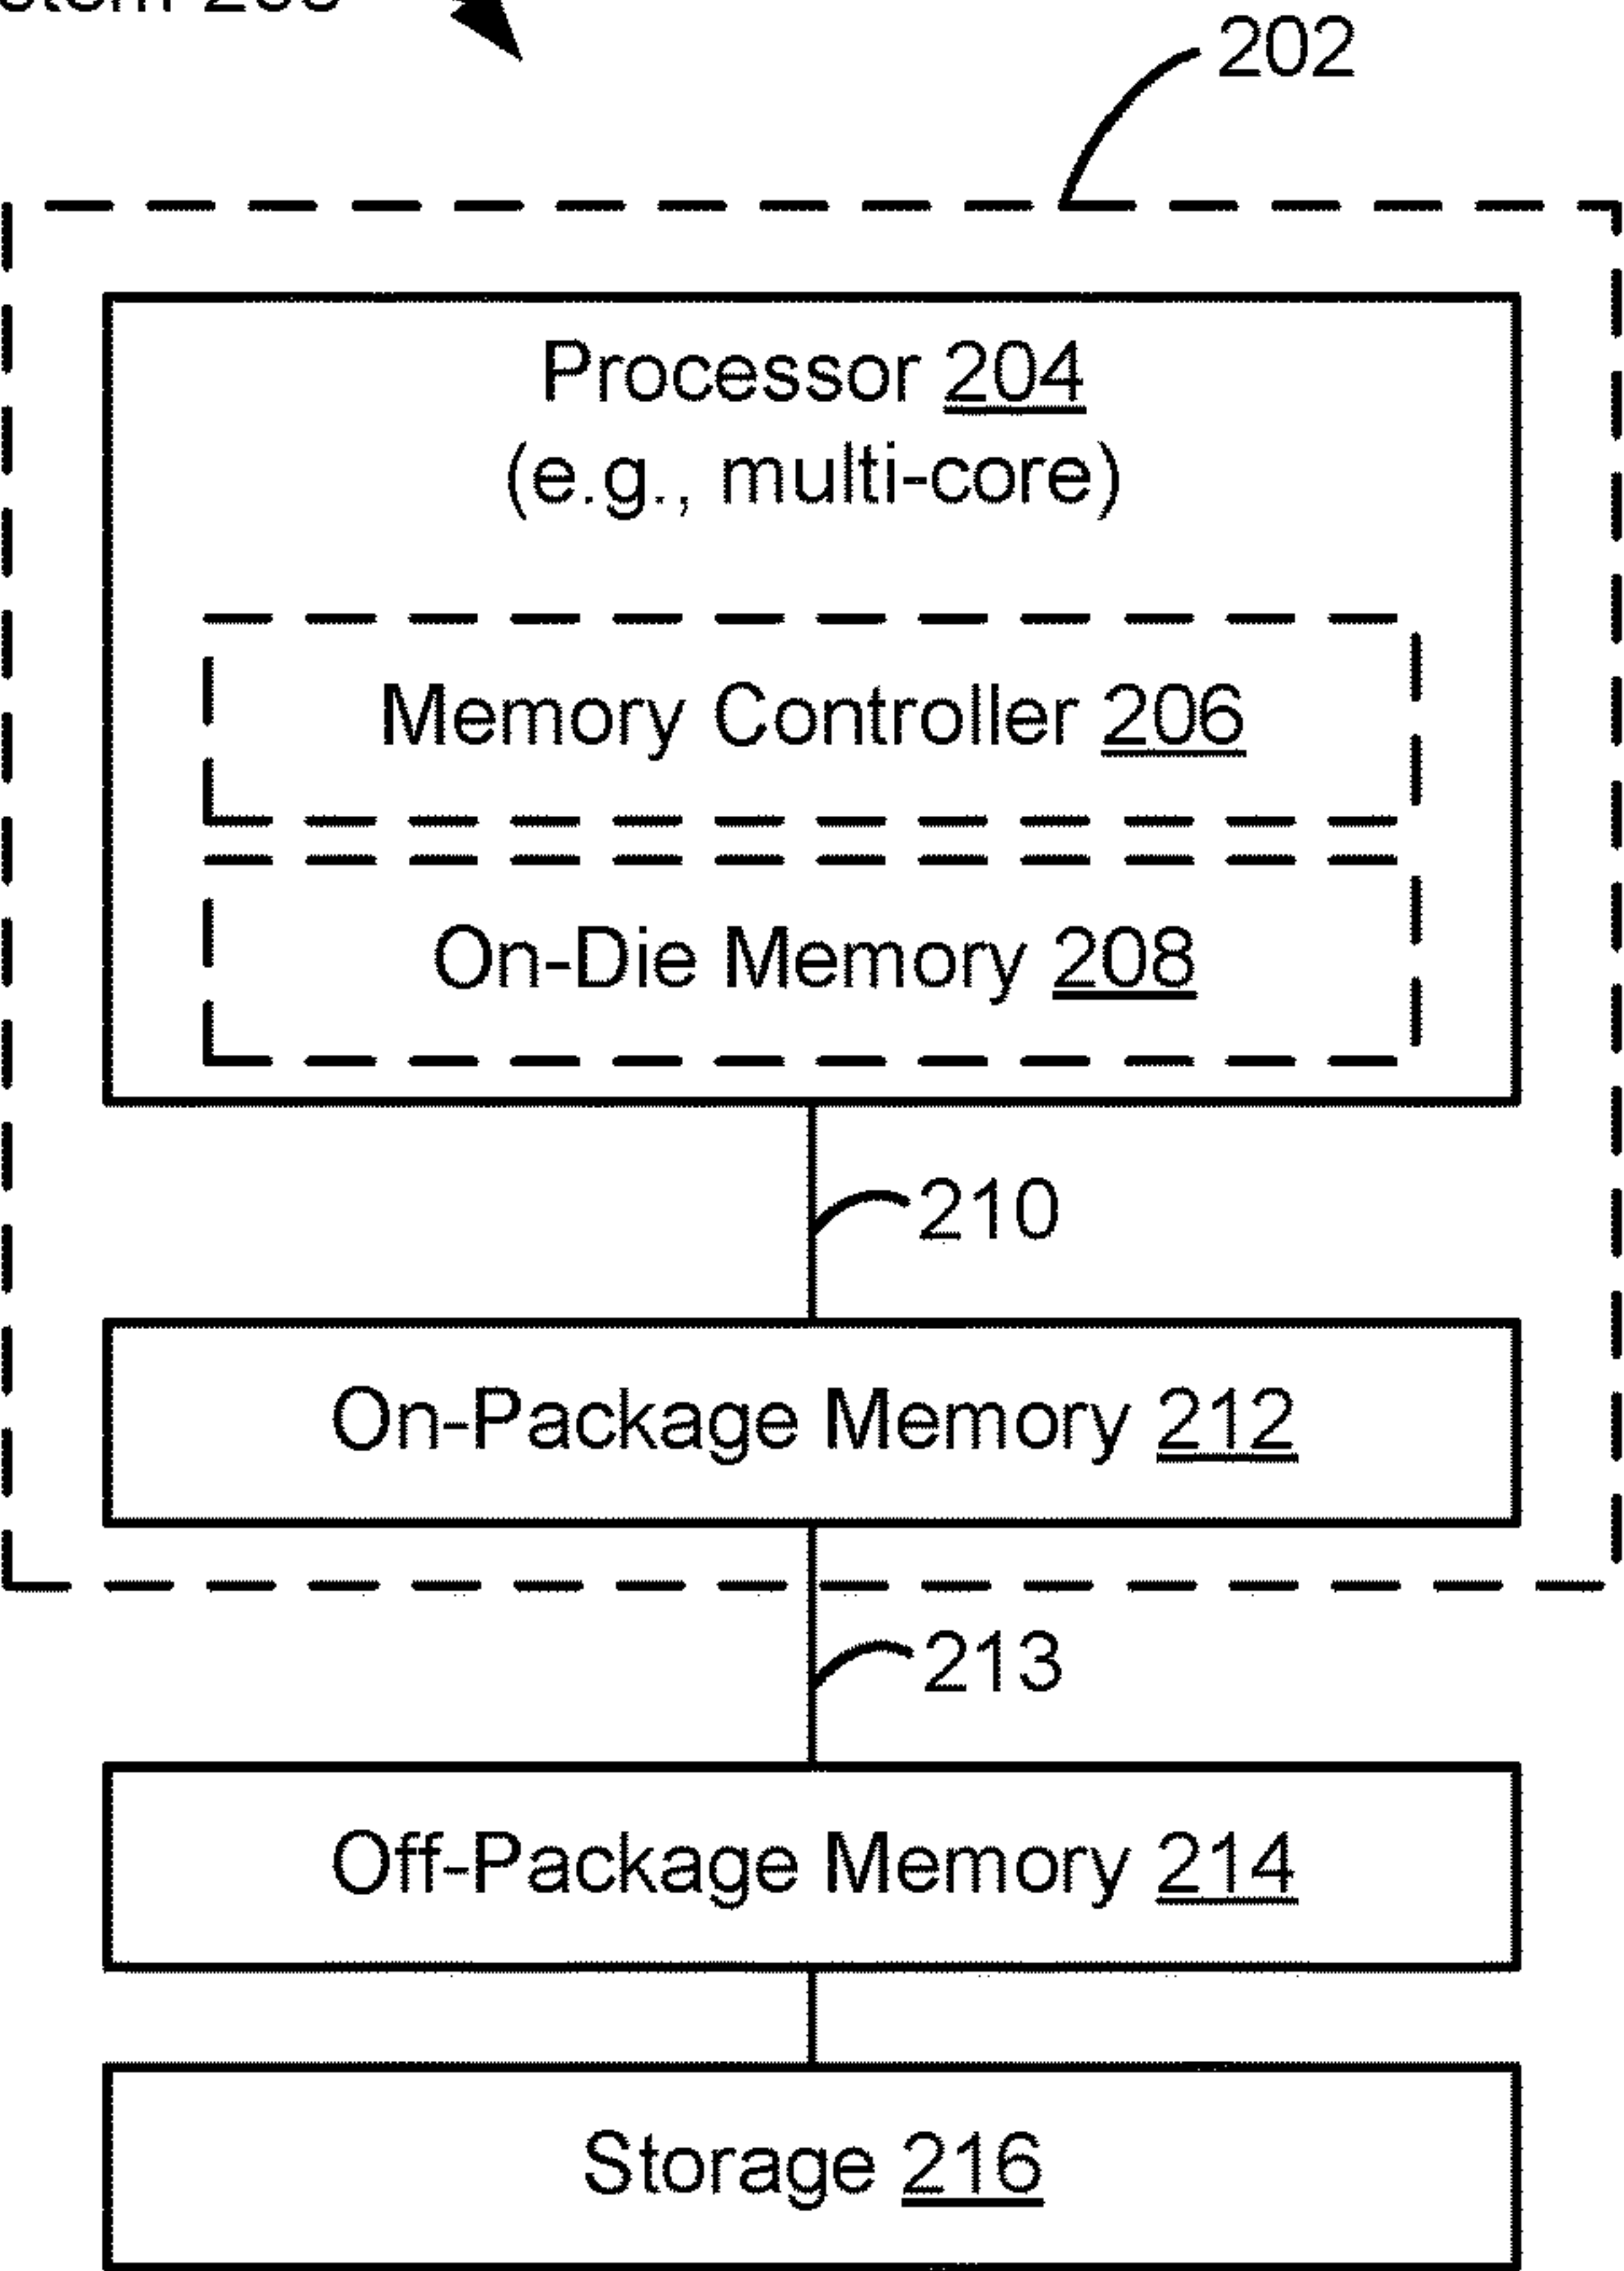 202
Processor 204
(e.g., multi-core)
Memory Controller 206
On-Die Memory 208
210
On-Package Memory 212
213
Off-Package Memory 214
Storage 216